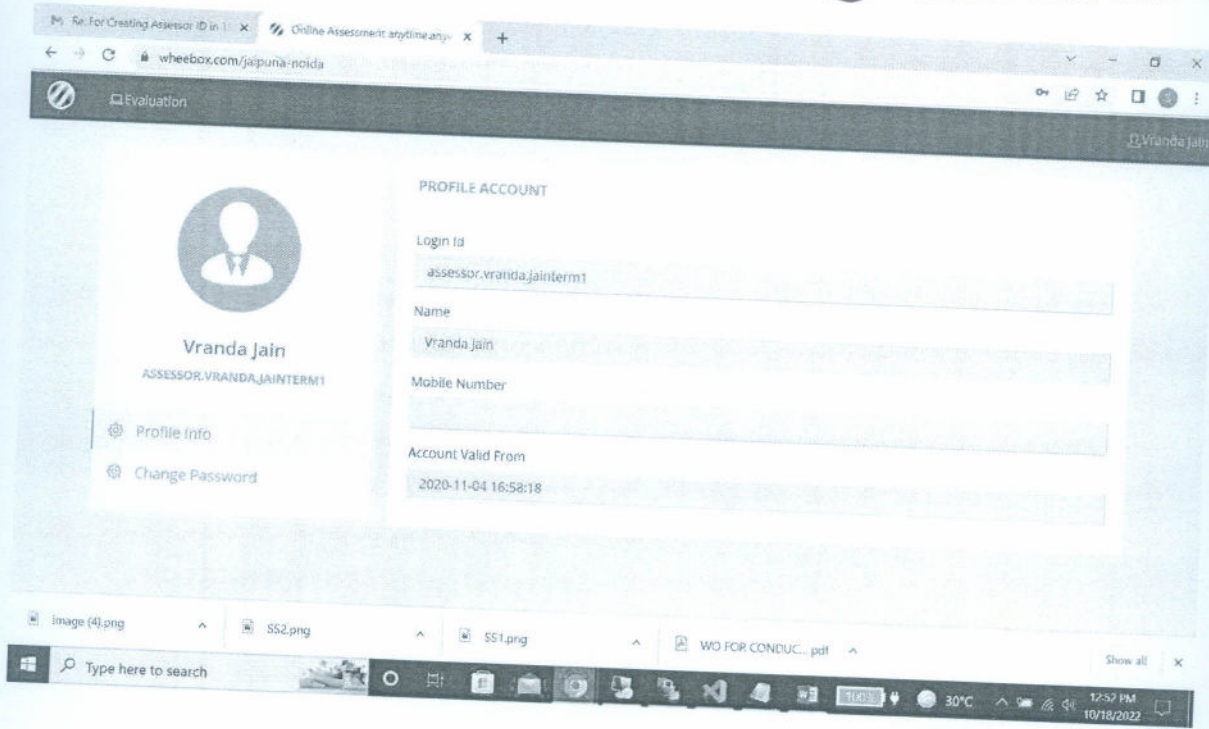 Re: For Creating Assessor ID in 1
Online Assessment anytime any
wheebox.com/jaipuria-noida
Evaluation
Vranda Jain
PROFILE ACCOUNT
Login Id
assessor.vranda.jainterm1
Name
Vranda Jain
Mobile Number
Account Valid From
2020-11-04 16:58:18
Vranda Jain
ASSESSOR.VRANDA.JAINTERM1
Profile Info
Change Password
image (4).png
SS2.png
SS1.png
WO FOR CONDUC....pdf
Show all
Type here to search
100%
30°C
12:52 PM
10/18/2022